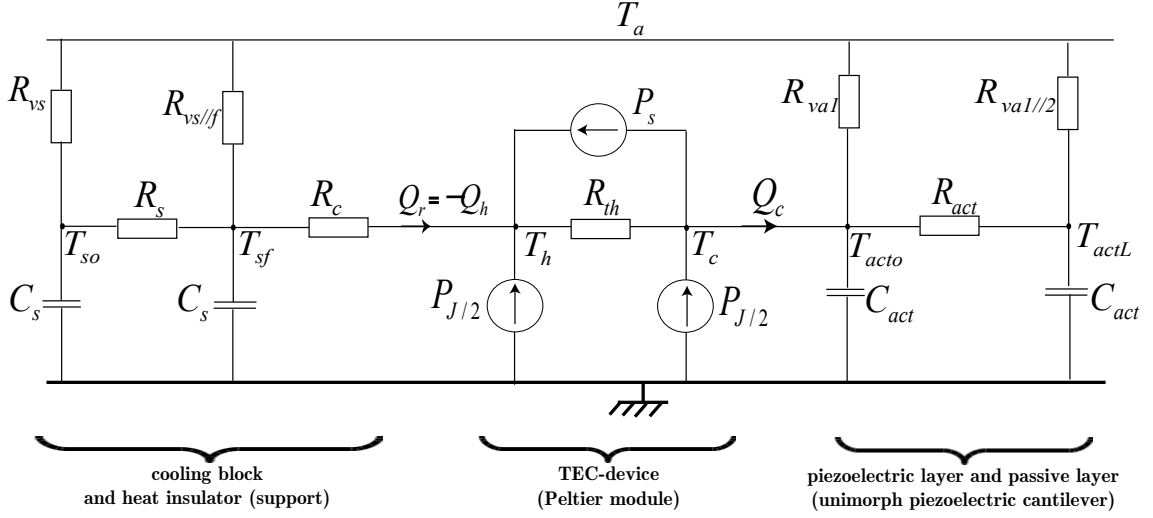 T_a
R_vs
R_vs//f
P_s
R_va1
R_va1//2
R_s
R_c
Q_r = -Q_h
R_th
Q_c
R_act
T_so
T_sf
T_h
T_c
T_acto
T_actL
C_s
C_s
P_J/2
P_J/2
C_act
C_act
cooling block
and heat insulator (support)
TEC-device
(Peltier module)
piezoelectric layer and passive layer
(unimorph piezoelectric cantilever)